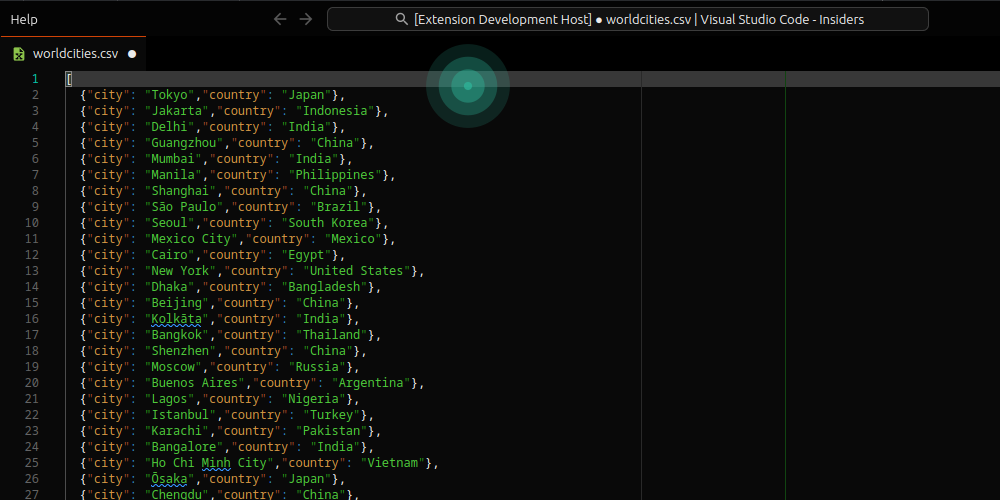 Help
[Extension Development Host] ● worldcities.csv | Visual Studio Code - Insiders
worldcities.csv
1 [
2 {"city": "Tokyo","country": "Japan"},
3 {"city": "Jakarta","country": "Indonesia"},
4 {"city": "Delhi","country": "India"},
5 {"city": "Guangzhou","country": "China"},
6 {"city": "Mumbai","country": "India"},
7 {"city": "Manila","country": "Philippines"},
8 {"city": "Shanghai","country": "China"},
9 {"city": "São Paulo","country": "Brazil"},
10 {"city": "Seoul","country": "South Korea"},
11 {"city": "Mexico City","country": "Mexico"},
12 {"city": "Cairo","country": "Egypt"},
13 {"city": "New York","country": "United States"},
14 {"city": "Dhaka","country": "Bangladesh"},
15 {"city": "Beijing","country": "China"},
16 {"city": "Kolkāta","country": "India"},
17 {"city": "Bangkok","country": "Thailand"},
18 {"city": "Shenzhen","country": "China"},
19 {"city": "Moscow","country": "Russia"},
20 {"city": "Buenos Aires","country": "Argentina"},
21 {"city": "Lagos","country": "Nigeria"},
22 {"city": "Istanbul","country": "Turkey"},
23 {"city": "Karachi","country": "Pakistan"},
24 {"city": "Bangalore","country": "India"},
25 {"city": "Ho Chi Minh City","country": "Vietnam"},
26 {"city": "Ōsaka","country": "Japan"},
27 {"city": "Chengdu","country": "China"},